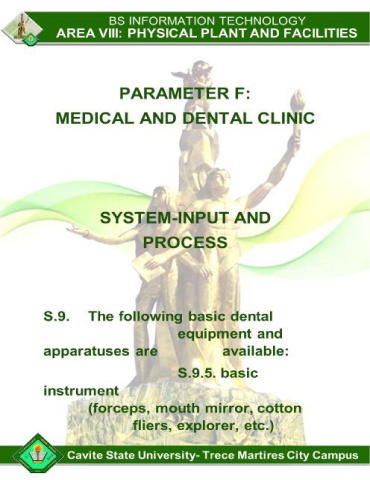 BS INFORMATION TECHNOLOGY
AREA VIII: PHYSICAL PLANT AND FACILITIES
PARAMETER F:
MEDICAL AND DENTAL CLINIC
SYSTEM-INPUT AND
PROCESS
S.9. The following basic dental
equipment and
apparatuses are available:
S.9.5. basic
instrument
(forceps, mouth mirror, cotton
fliers, explorer, etc.)
Cavite State University- Trece Martires City Campus